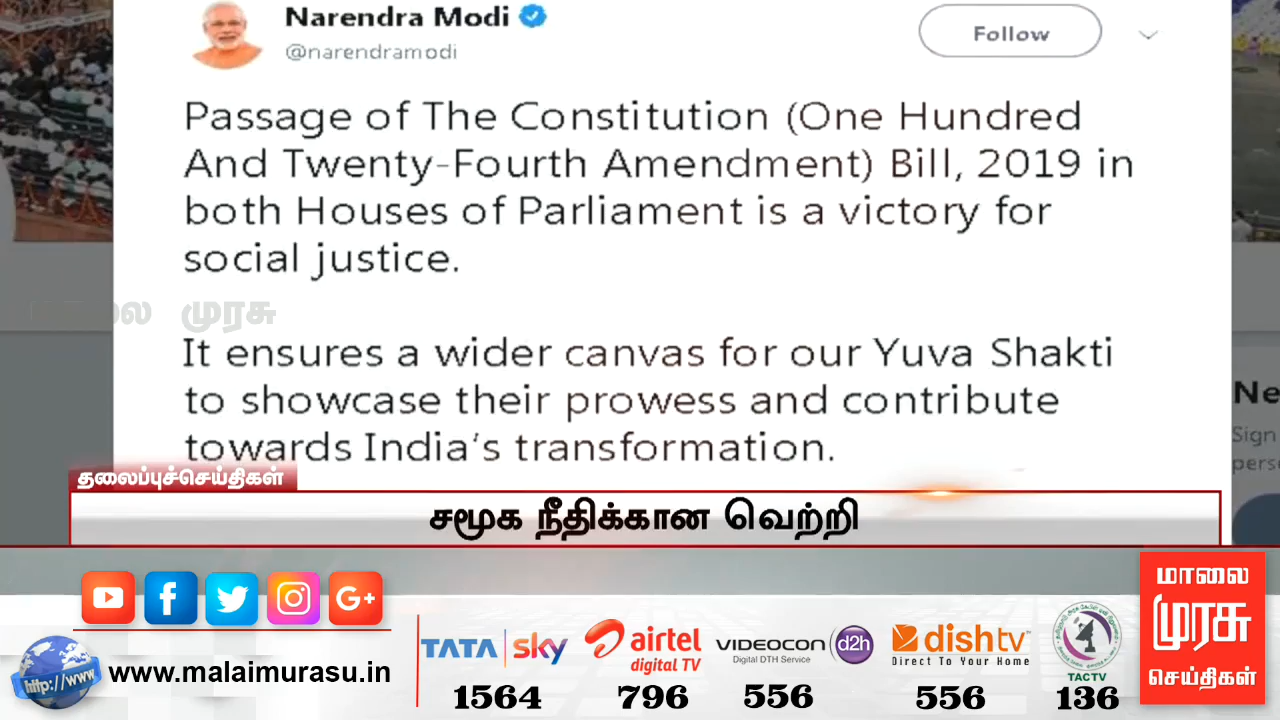 Narendra Modi
@narendramodi
Follow
Passage of The Constitution (One Hundred
And Twenty-Fourth Amendment) Bill, 2019 in
both Houses of Parliament is a victory for
social justice.
மாலை முரசு
It ensures a wider canvas for our Yuva Shakti
to showcase their prowess and contribute
towards India's transformation.
Ne
Sign
pers
தலைப்புச்செய்திகள்
சமூக நீதிக்கான வெற்றி
f
G+
http://www
www.malaimurasu.in
TATA sky
1564
airtel
digital TV
796
VIDEOCON d2h
Digital DTH Service
556
dishtv
Direct To Your Home
556
TACTV
136
மாலை
முரசு
செய்திகள்